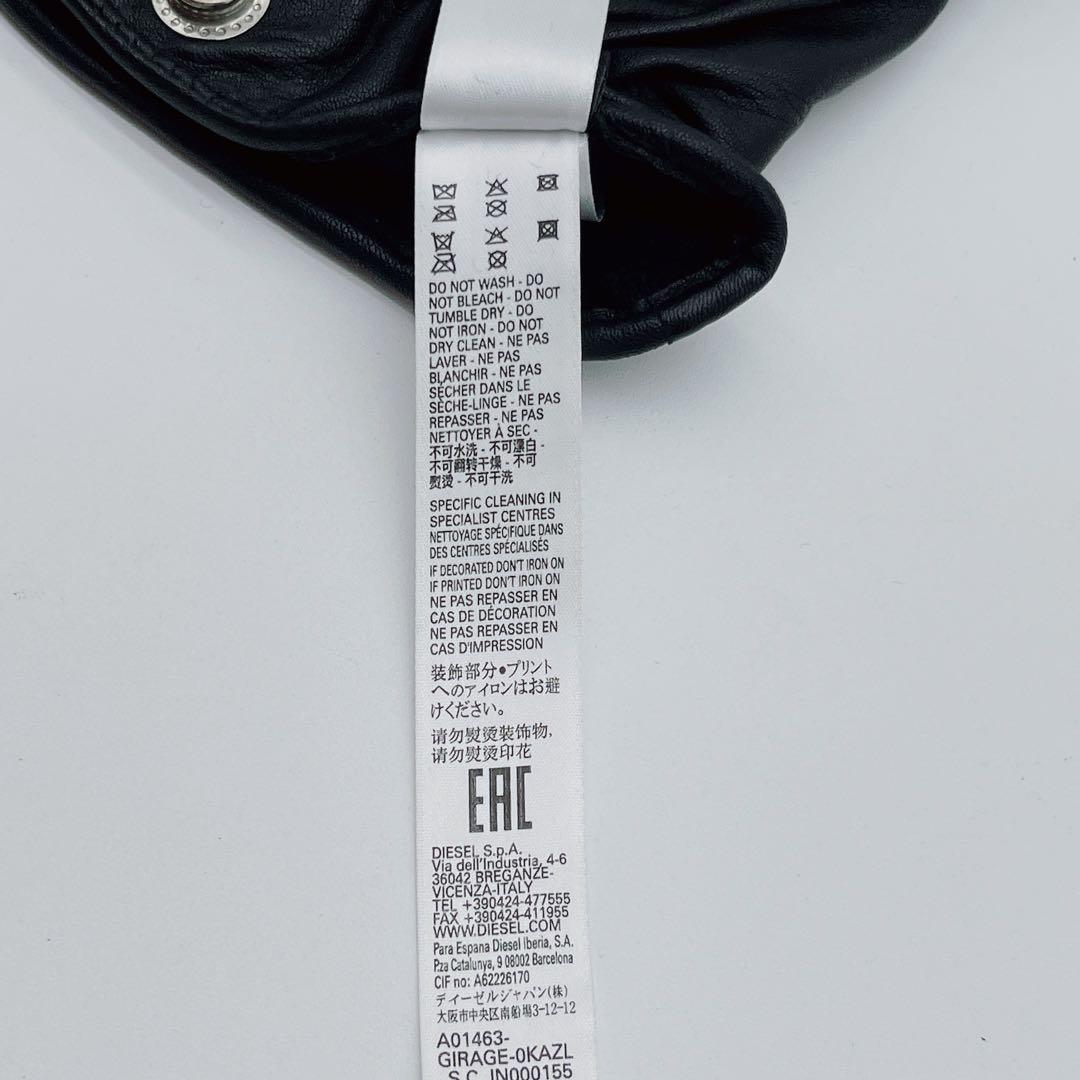 DO NOT WASH - DO
NOT BLEACH - DO NOT
TUMBLE DRY - DO
NOT IRON - DO NOT
DRY CLEAN - NE PAS
LAVER - NE PAS
BLANCHIR - NE PAS
SÉCHER DANS LE
SÈCHE-LINGE - NE PAS
REPASSER - NE PAS
NETTOYER À SEC -
不可水洗 - 不可漂白 -
不可翻转干燥 - 不可
熨烫 - 不可干洗
SPECIFIC CLEANING IN
SPECIALIST CENTRES
NETTOYAGE SPÉCIFIQUE DANS
DES CENTRES SPÉCIALISÉS
IF DECORATED DON'T IRON ON
IF PRINTED DON'T IRON ON
NE PAS REPASSER EN
CAS DE DÉCORATION
NE PAS REPASSER EN
CAS D'IMPRESSION
装飾部分●プリント
へのアイロンはお避
けください。
请勿熨烫装饰物,
请勿熨烫印花
EAC
DIESEL S.p.A.
Via dell'Industria, 4-6
36042 BREGANZE-
VICENZA-ITALY
TEL +390424-477555
FAX +390424-411955
WWW.DIESEL.COM
Para Espana Diesel Iberia, S.A.
P.za Catalunya, 9 08002 Barcelona
CIF no: A62226170
ディーゼルジャパン(株)
大阪市中央区南船場3-12-12
A01463-
GIRAGE-0KAZL
S.C. IN000155